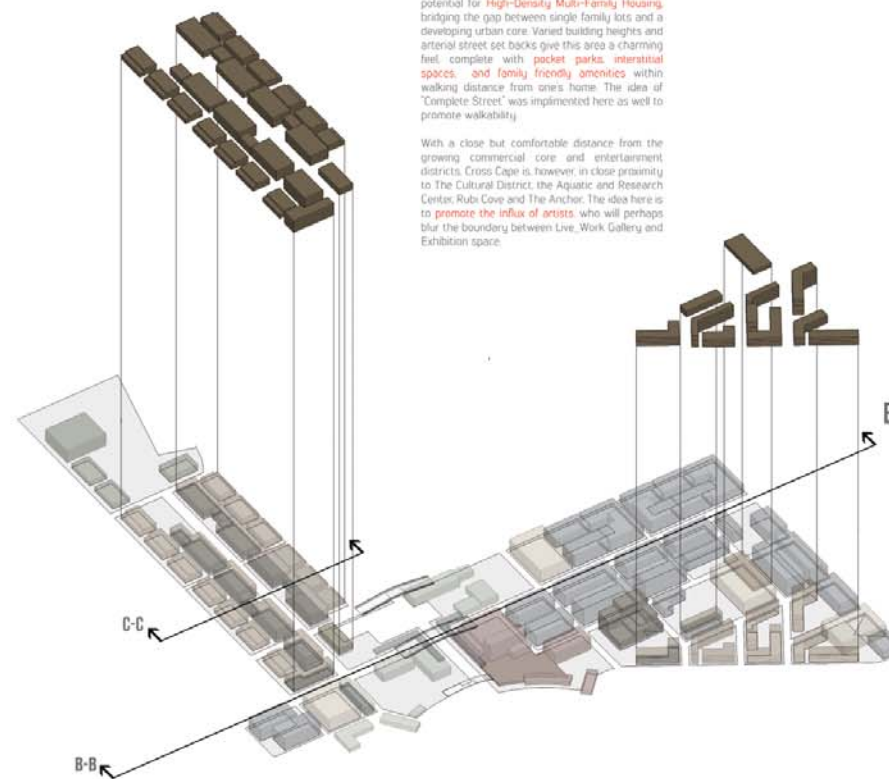 potential for High-Density Multi-Family Housing,
bridging the gap between single family lots and a
developing urban core. Varied building heights and
arterial street set backs give this area a charming
feel, complete with pocket parks, interstitial
spaces, and family friendly amenities within
walking distance from one's home. The idea of
"Complete Street" was implimented here as well to
promote walkability.
With a close but comfortable distance from the
growing commercial core and entertainment
districts, Cross Cape is, however, in close proximity
to The Cultural District, the Aquatic and Research
Center, Rubi Cove and The Anchor. The idea here is
to promote the influx of artists, who will perhaps
blur the boundary between Live_Work Gallery and
Exhibition space.
C-C
B-B